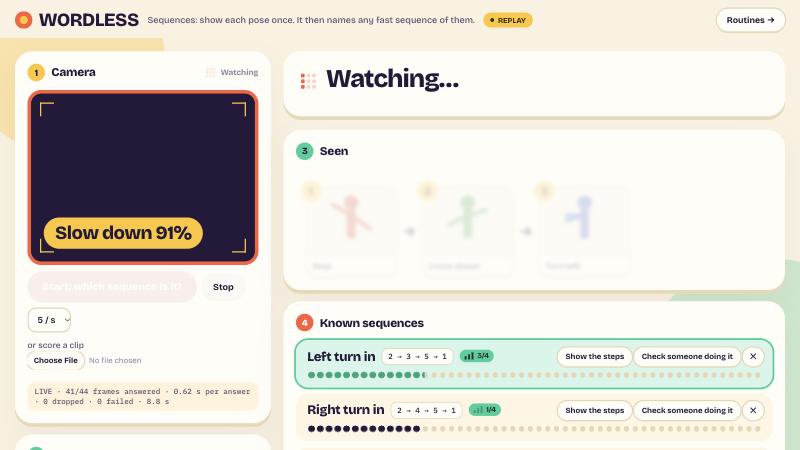 WORDLESS
Sequences: show each pose once. It then names any fast sequence of them.
REPLAY
Routines →
1 Camera
Watching
Slow down 91%
Start: which sequence is it?
Stop
5 / s
or score a clip
Choose File No file chosen
LIVE · 41/44 frames answered · 0.62 s per answer
· 0 dropped · 0 failed · 8.8 s
Watching...
3 Seen
4 Known sequences
Left turn in 2 → 3 → 5 → 1 3/4 Show the steps Check someone doing it ×
Right turn in 2 → 4 → 5 → 1 1/4 Show the steps Check someone doing it ×